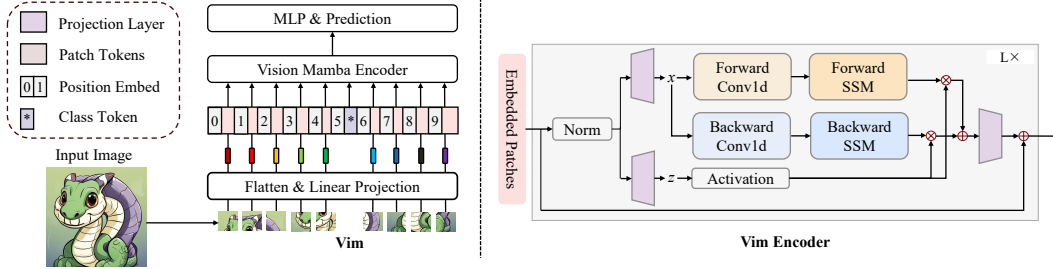 Projection Layer
Patch Tokens
0 1 Position Embed
* Class Token
Input Image
MLP & Prediction
Vision Mamba Encoder
0 1 2 3 4 5 * 6 7 8 9
Flatten & Linear Projection
Vim
Embedded Patches
L×
Norm
x
Forward
Conv1d
Forward
SSM
Backward
Conv1d
Backward
SSM
z
Activation
Vim Encoder